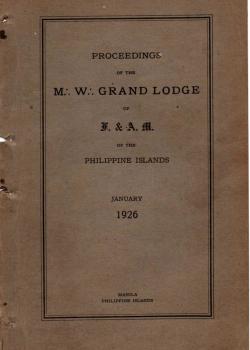 PROCEEDINGS
OF THE
M∴ W∴ GRAND LODGE
OF
F. & A. M.
OF THE
PHILIPPINE ISLANDS
JANUARY
1926
MANILA
PHILIPPINE ISLANDS